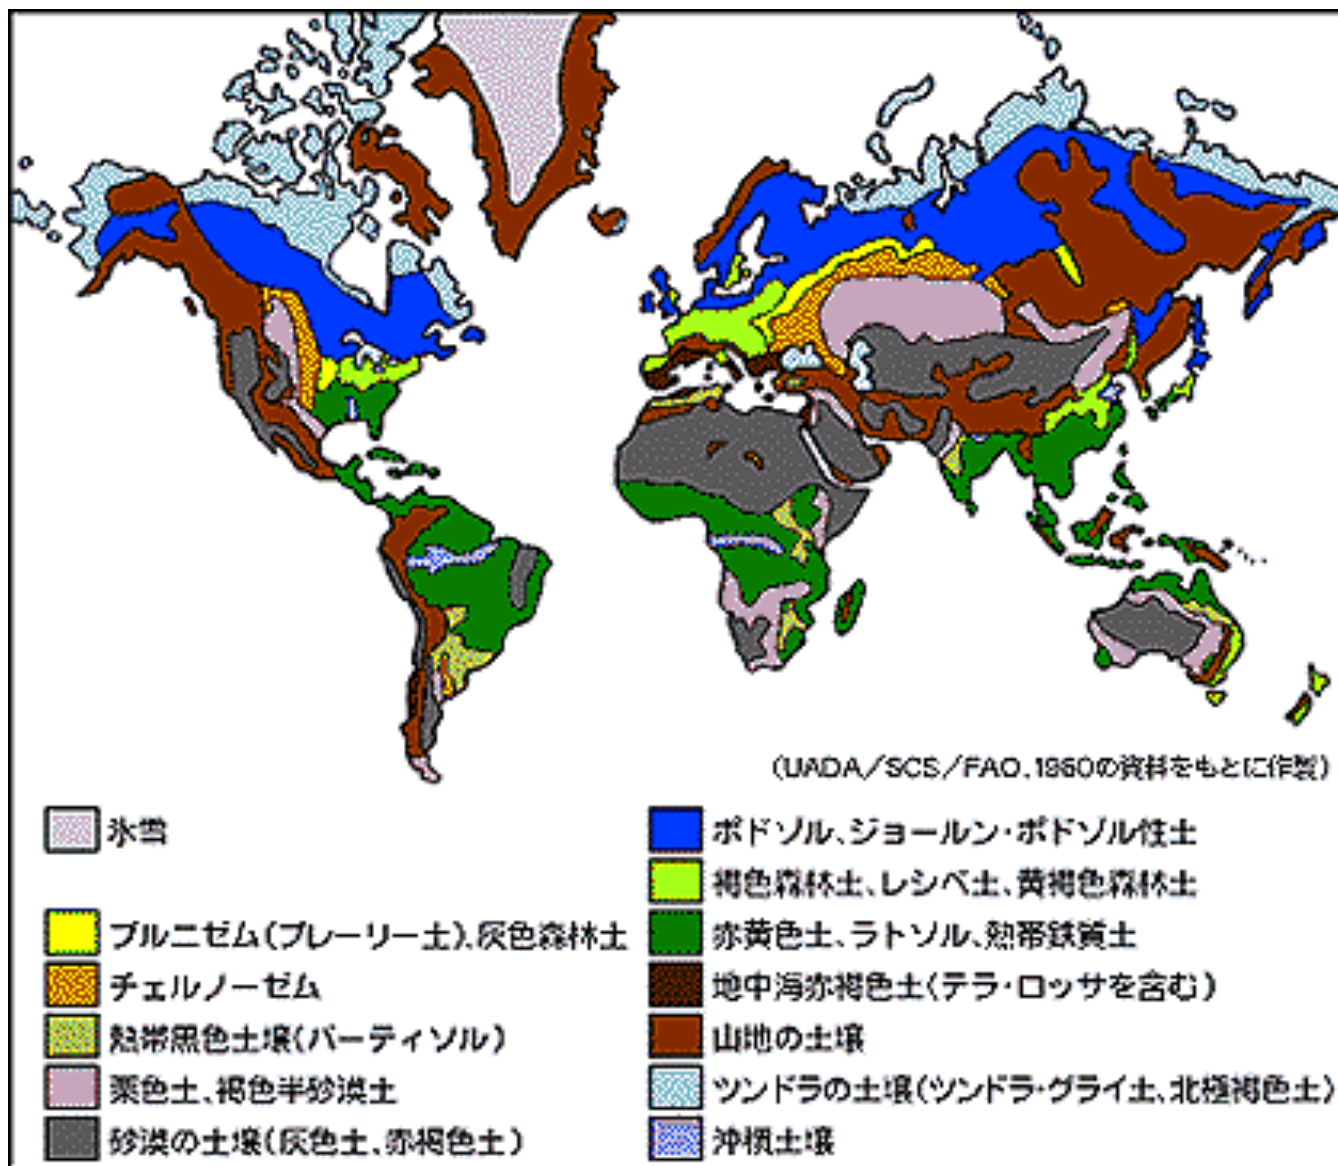 (UADA/SCS/FAO.1960の資料をもとに作製)
氷雪
ブルニゼム(プレーリー土)、灰色森林土
チェルノーゼム
熱帯黒色土壌(バーティソル)
栗色土、褐色半砂漠土
砂漠の土壌(灰色土、赤褐色土)
ポドゾル、ジョールン・ポドゾル性土
褐色森林土、レシベ土、黄褐色森林土
赤黄色土、ラトソル、熱帯鉄質土
地中海赤褐色土(テラ・ロッサを含む)
山地の土壌
ツンドラの土壌(ツンドラ・グライ土、北極褐色土)
沖積土壌